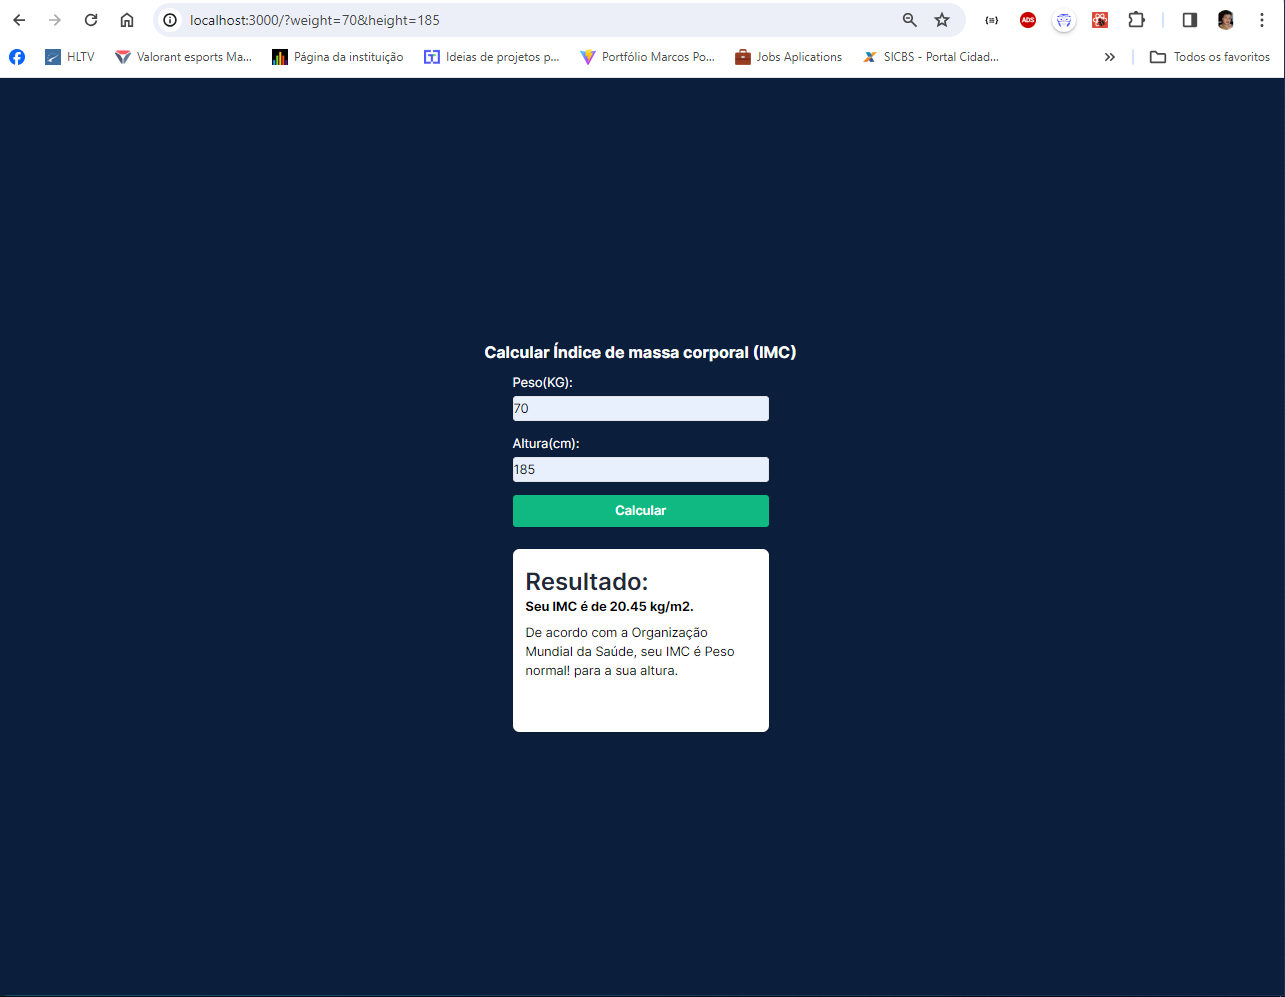 localhost:3000/?weight=70&height=185
{≡}
ADS
HLTV
Valorant esports Ma...
Página da instituição
Ideias de projetos p...
Portfólio Marcos Po...
Jobs Aplications
SICBS - Portal Cidad...
Todos os favoritos
Calcular Índice de massa corporal (IMC)
Peso(KG):
70
Altura(cm):
185
Calcular
Resultado:
Seu IMC é de 20.45 kg/m2.
De acordo com a Organização
Mundial da Saúde, seu IMC é Peso
normal! para a sua altura.